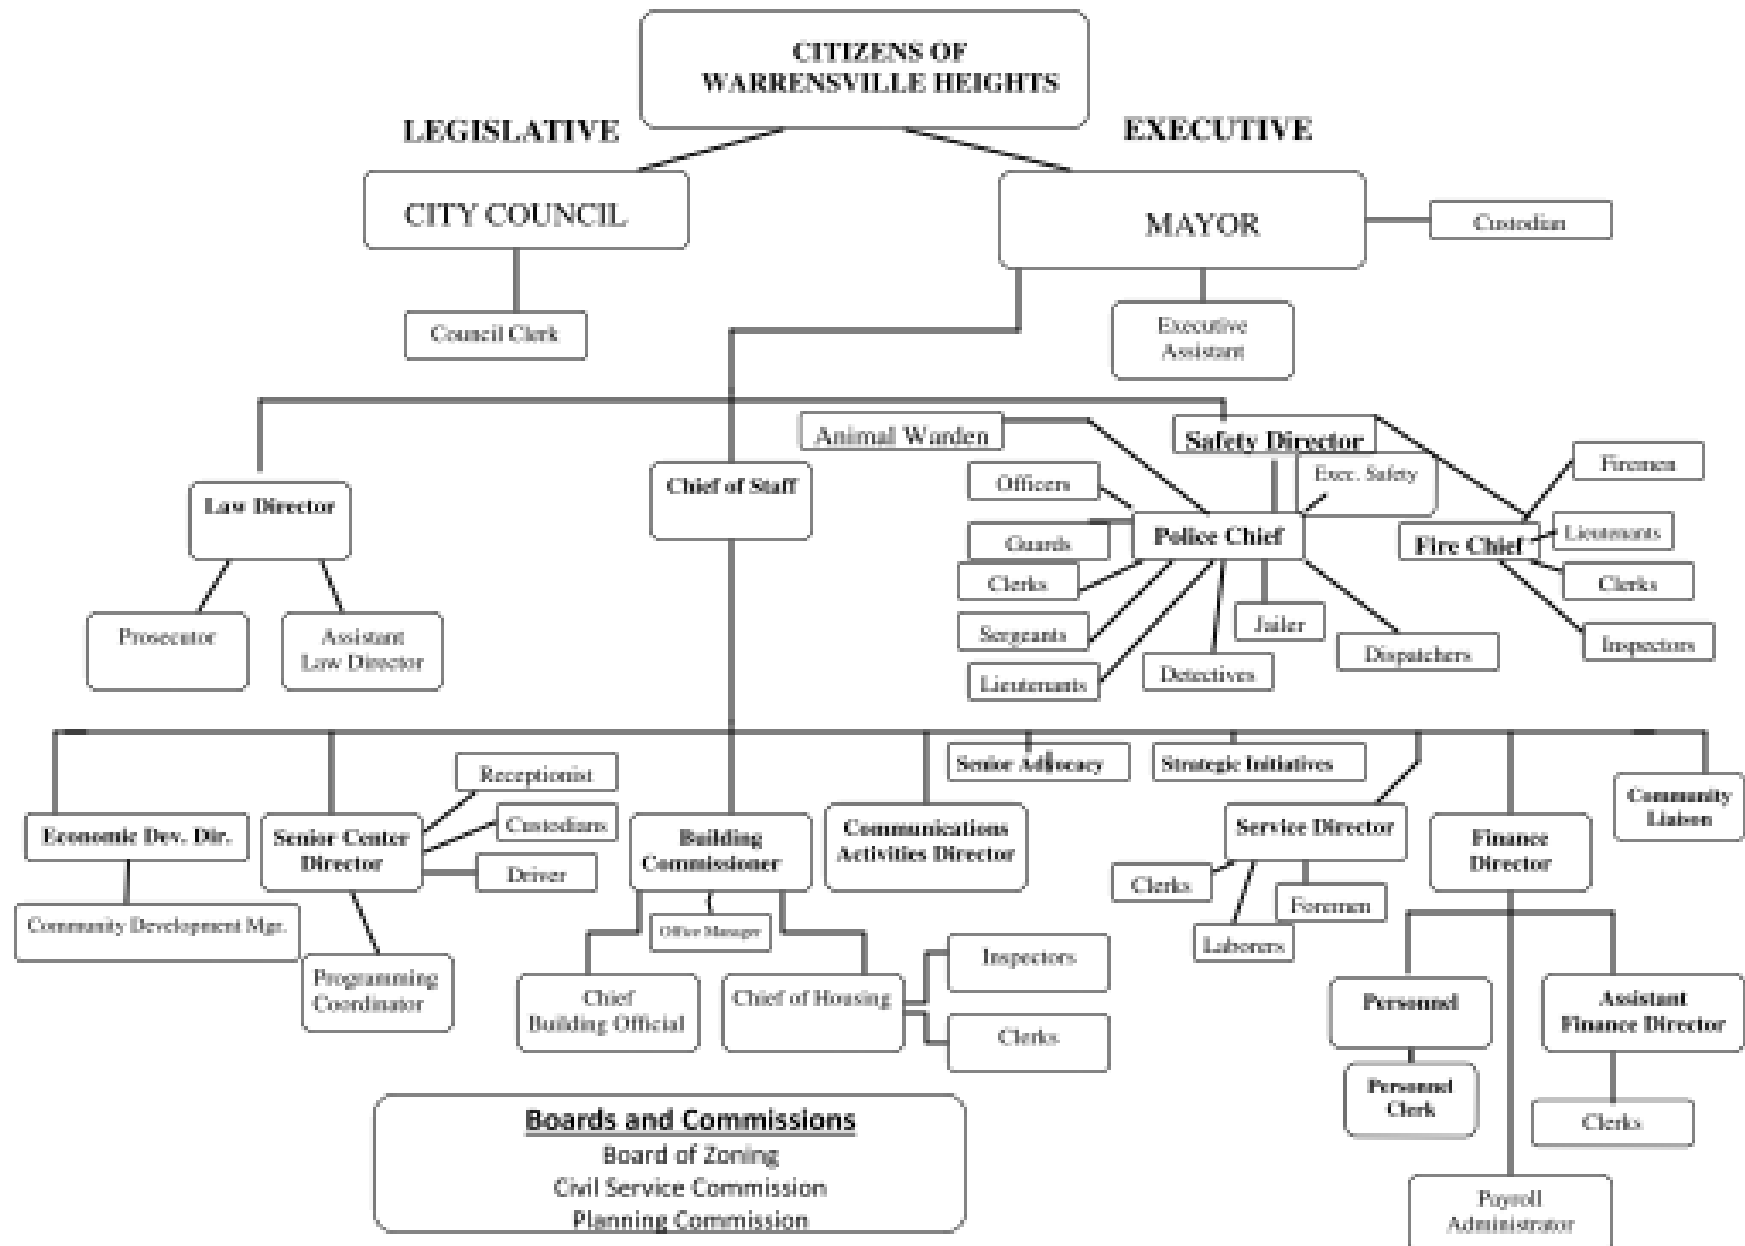 CITIZENS OF
WARRENSVILLE HEIGHTS
LEGISLATIVE
EXECUTIVE
CITY COUNCIL
MAYOR
Custodian
Council Clerk
Executive
Assistant
Animal Warden
Safety Director
Law Director
Chief of Staff
Officers
Exec. Safety
Firemen
Guards
Police Chief
Fire Chief
Lieutenants
Clerks
Clerks
Prosecutor
Assistant
Law Director
Sergeants
Jailer
Dispatchers
Inspectors
Lieutenants
Detectives
Receptionist
Senior Advocacy
Strategic Initiatives
Community
Liaison
Economic Dev. Dir.
Senior Center
Director
Custodians
Driver
Building
Commissioner
Communications
Activities Director
Service Director
Finance
Director
Clerks
Foremen
Laborers
Community Development Mgr.
Office Manager
Programming
Coordinator
Chief
Building Official
Chief of Housing
Inspectors
Clerks
Personnel
Assistant
Finance Director
Personnel
Clerk
Clerks
Boards and Commissions
Board of Zoning
Civil Service Commission
Planning Commission
Payroll
Administrator